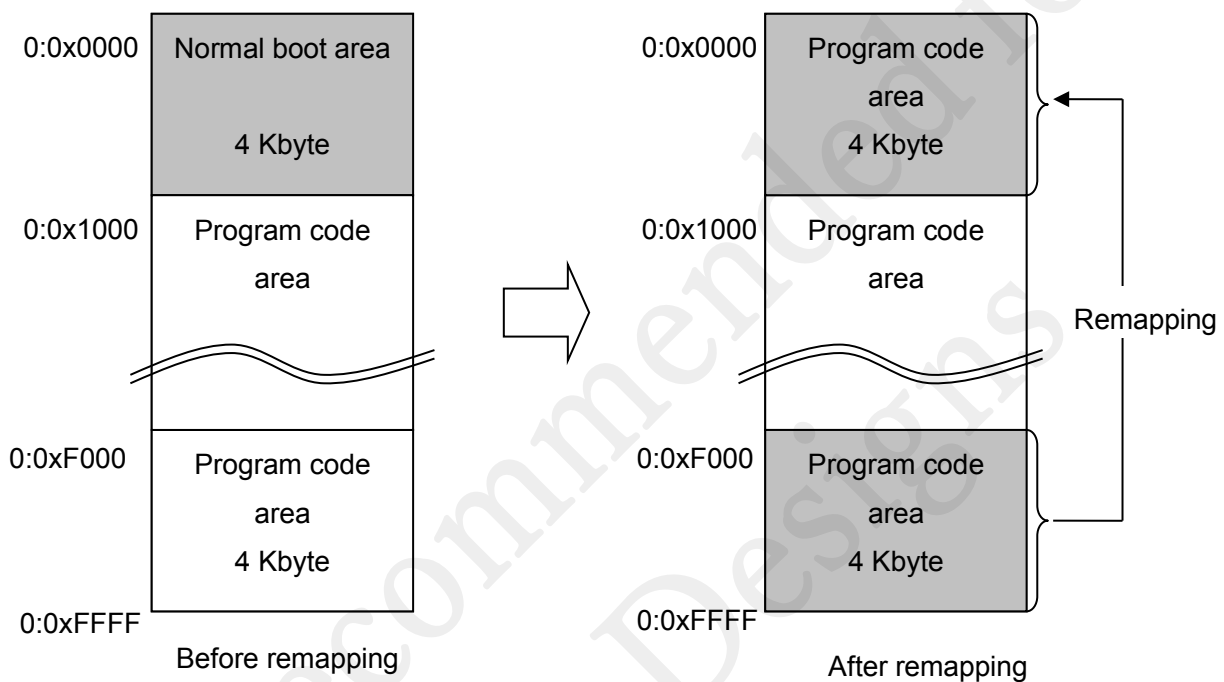 0:0x0000
Normal boot area
4 Kbyte
0:0x1000
Program code
area
0:0xF000
Program code
area
4 Kbyte
0:0xFFFF
Before remapping
0:0x0000
Program code
area
4 Kbyte
0:0x1000
Program code
area
Remapping
0:0xF000
Program code
area
4 Kbyte
0:0xFFFF
After remapping
ecommended
Designs